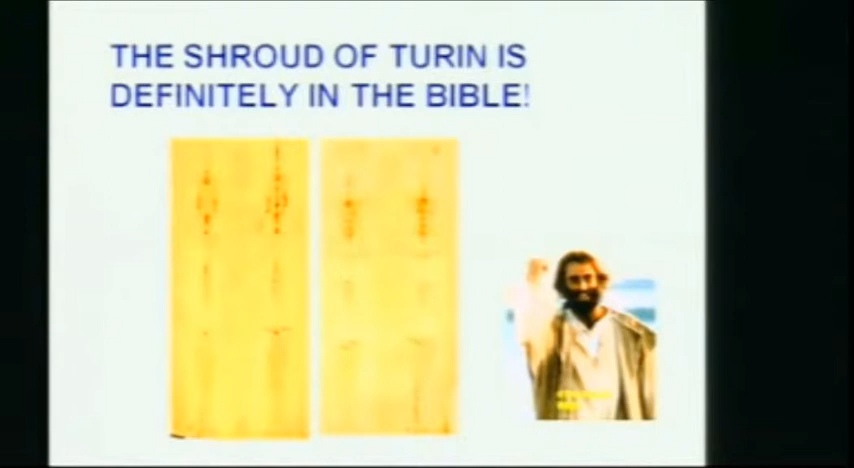 THE SHROUD OF TURIN IS
DEFINITELY IN THE BIBLE!